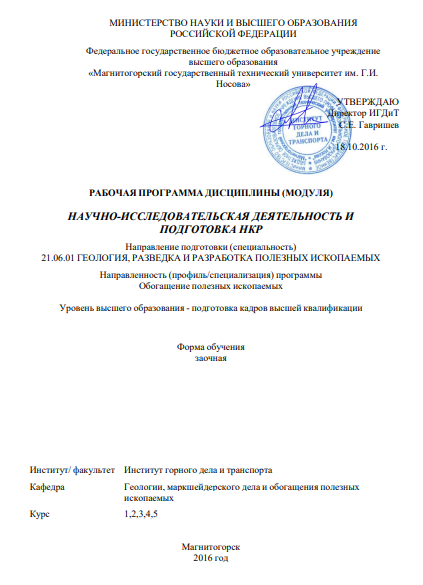 МИНИСТЕРСТВО НАУКИ И ВЫСШЕГО ОБРАЗОВАНИЯ
РОССИЙСКОЙ ФЕДЕРАЦИИ
Федеральное государственное бюджетное образовательное учреждение
высшего образования
«Магнитогорский государственный технический университет им. Г.И.
Носова»
УТВЕРЖДАЮ
Директор ИГДиТ
С.Е. Гавришев
18.10.2016 г.
ИНСТИТУТ
ГОРНОГО
ДЕЛА И
ТРАНСПОРТА
РАБОЧАЯ ПРОГРАММА ДИСЦИПЛИНЫ (МОДУЛЯ)
НАУЧНО-ИССЛЕДОВАТЕЛЬСКАЯ ДЕЯТЕЛЬНОСТЬ И
ПОДГОТОВКА НКР
Направление подготовки (специальность)
21.06.01 ГЕОЛОГИЯ, РАЗВЕДКА И РАЗРАБОТКА ПОЛЕЗНЫХ ИСКОПАЕМЫХ
Направленность (профиль/специализация) программы
Обогащение полезных ископаемых
Уровень высшего образования - подготовка кадров высшей квалификации
Форма обучения
заочная
Институт/ факультет Институт горного дела и транспорта
Кафедра Геологии, маркшейдерского дела и обогащения полезных
ископаемых
Курс 1,2,3,4,5
Магнитогорск
2016 год